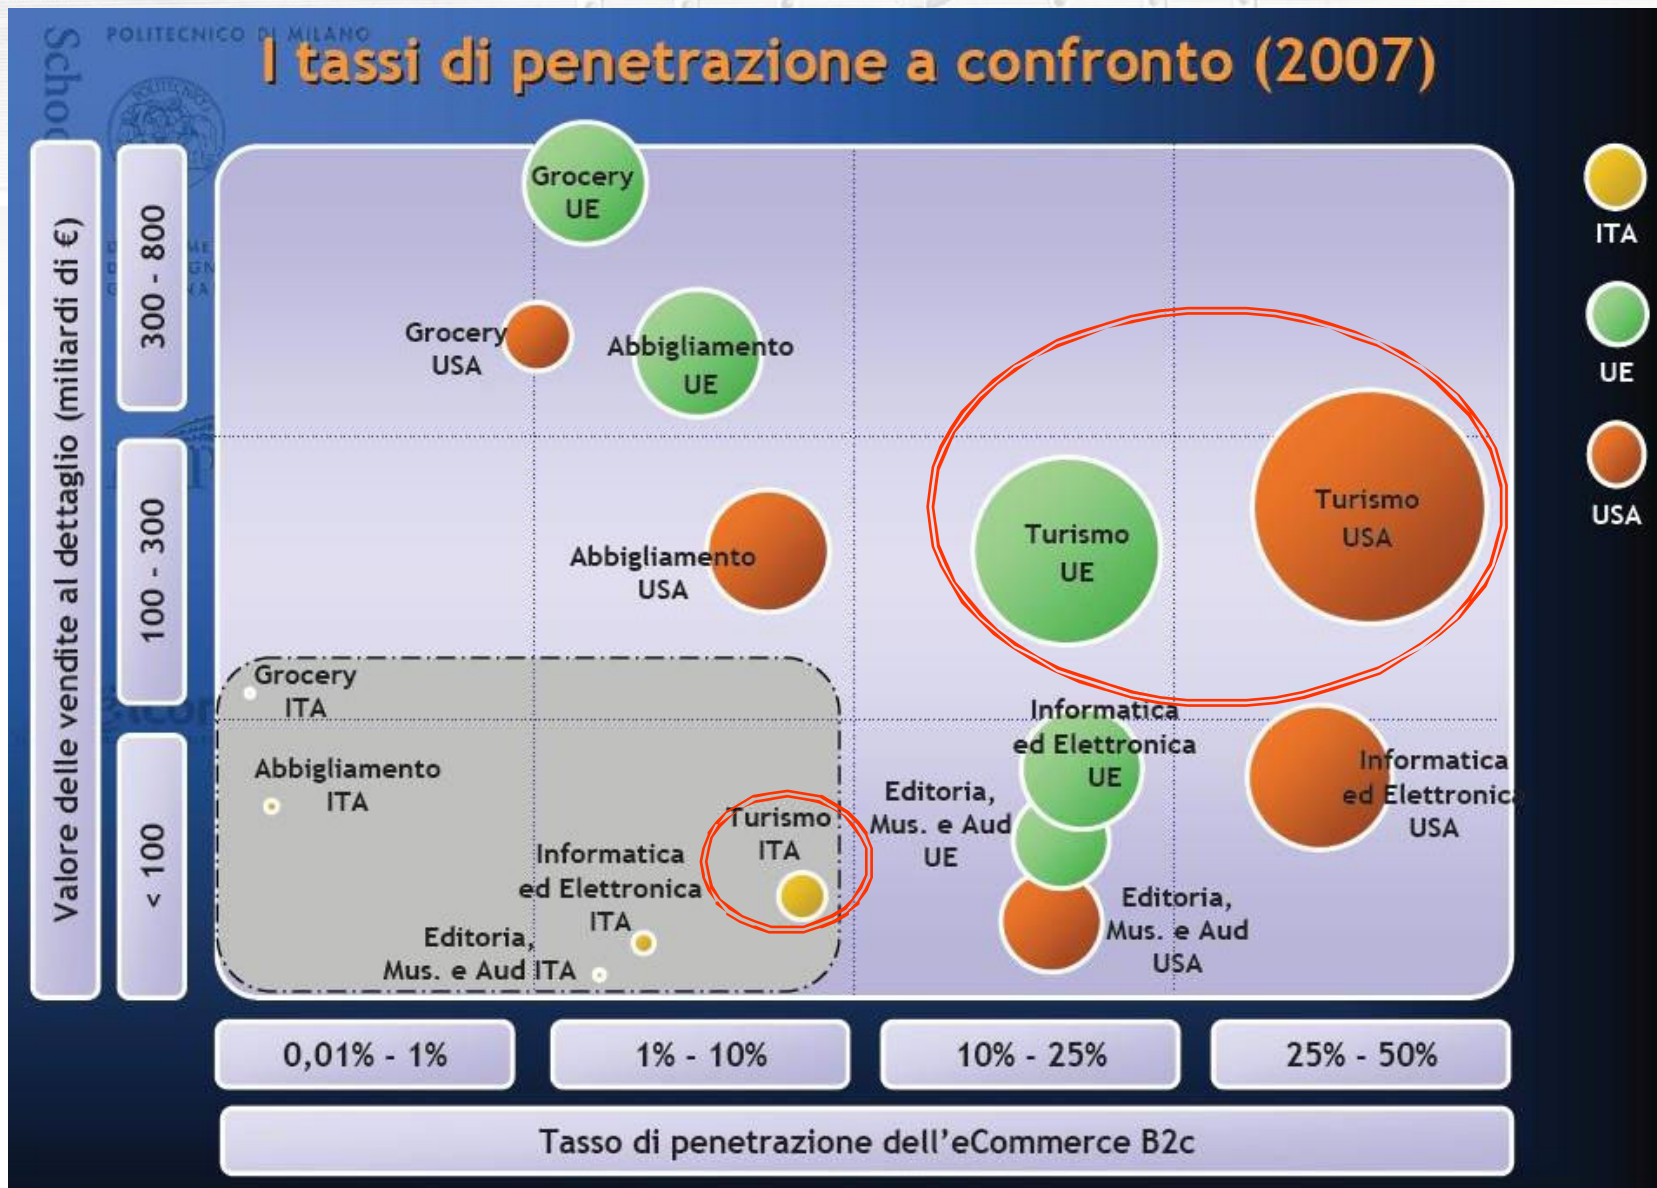 POLITECNICO DI MILANO
I tassi di penetrazione a confronto (2007)
Valore delle vendite al dettaglio (miliardi di €)
300 - 800
100 - 300
< 100
Grocery
UE
Grocery
USA
Abbigliamento
UE
Abbigliamento
USA
Turismo
UE
Turismo
USA
Grocery
ITA
Abbigliamento
ITA
Turismo
ITA
Informatica
ed Elettronica
ITA
Editoria,
Mus. e Aud ITA
Informatica
ed Elettronica
UE
Editoria,
Mus. e Aud
UE
Informatica
ed Elettronica
USA
Editoria,
Mus. e Aud
USA
ITA
UE
USA
0,01% - 1%
1% - 10%
10% - 25%
25% - 50%
Tasso di penetrazione dell'eCommerce B2c